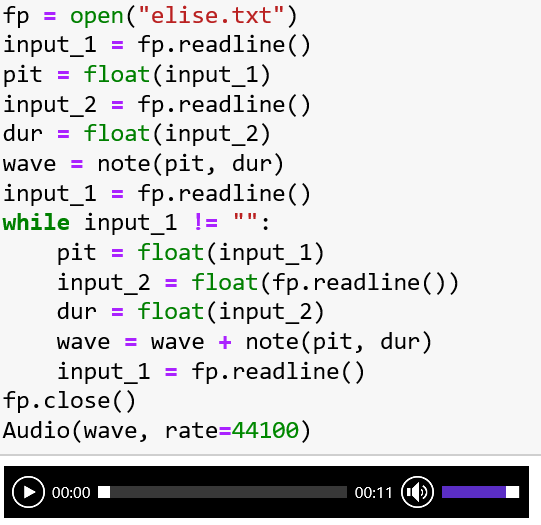 fp = open("elise.txt")
input_1 = fp.readline()
pit = float(input_1)
input_2 = fp.readline()
dur = float(input_2)
wave = note(pit, dur)
input_1 = fp.readline()
while input_1 != "":
    pit = float(input_1)
    input_2 = float(fp.readline())
    dur = float(input_2)
    wave = wave + note(pit, dur)
    input_1 = fp.readline()
fp.close()
Audio(wave, rate=44100)
00:00 00:11